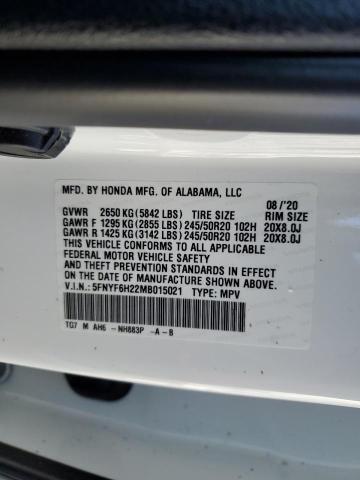 MFD. BY HONDA MFG. OF ALABAMA, LLC 08 /'20
GVWR 2650 KG (5842 LBS) TIRE SIZE RIM SIZE
GAWR F 1295 KG (2855 LBS) 245/50R20 102H 20X8.0J
GAWR R 1425 KG (3142 LBS) 245/50R20 102H 20X8.0J
THIS VEHICLE CONFORMS TO ALL APPLICABLE
FEDERAL MOTOR VEHICLE SAFETY
STANDARDS IN EFFECT
ON THE DATE OF MANUFACTURE SHOWN ABOVE.
V.I.N.: 5FNYF6H22MB015021 TYPE: MPV
TG7 M AH6 -NH883P -A -B